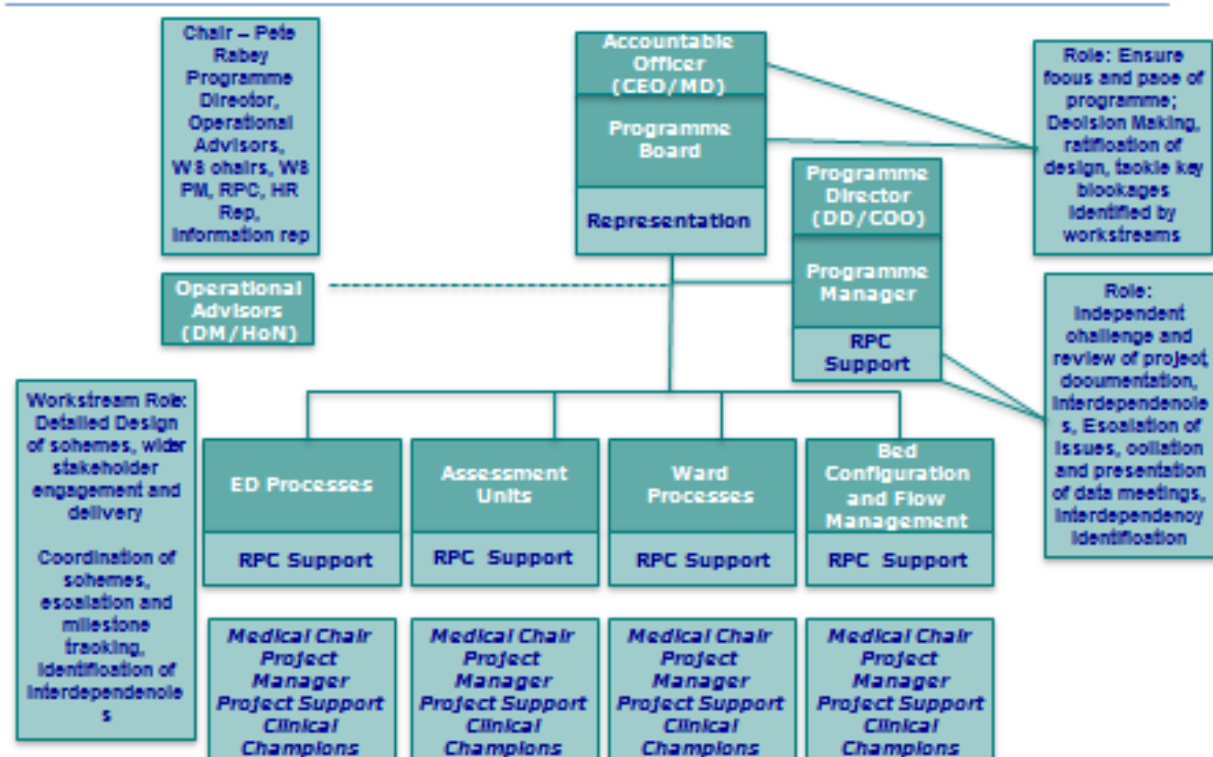 Chair – Pete
Rabey
Programme
Director,
Operational
Advisors,
WS chairs, WS
PM, RPC, HR
Rep,
Information rep
Accountable
Officer
(CEO/MD)
Programme
Board
Representation
Role: Ensure
focus and pace of
programme;
Decision Making,
ratification of
design, tackle key
blockages
identified by
workstreams
Programme
Director
(DD/COO)
Programme
Manager
RPC
Support
Operational
Advisors
(DM/HoN)
Role:
Independent
challenge and
review of project,
documentation,
interdependencie
s, Escalation of
issues, collation
and presentation
of data meetings,
interdependency
identification
Workstream Role:
Detailed Design
of schemes, wider
stakeholder
engagement and
delivery
Coordination of
schemes,
escalation and
milestone
tracking,
identification of
interdependencie
s
ED Processes
RPC Support
Assessment
Units
RPC Support
Ward
Processes
RPC Support
Bed
Configuration
and Flow
Management
RPC Support
Medical Chair
Project
Manager
Project Support
Clinical
Champions
Medical Chair
Project
Manager
Project Support
Clinical
Champions
Medical Chair
Project
Manager
Project Support
Clinical
Champions
Medical Chair
Project
Manager
Project Support
Clinical
Champions